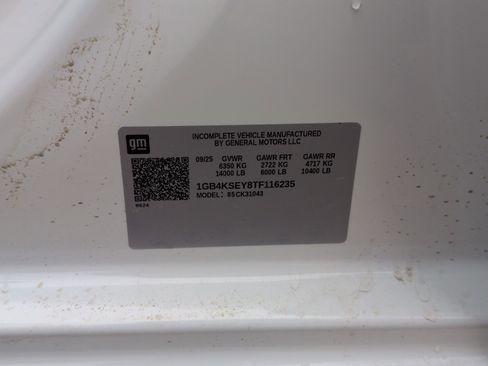 gm
INCOMPLETE VEHICLE MANUFACTURED
BY GENERAL MOTORS LLC
09/25 GVWR GAWR FRT GAWR RR
6350 KG 2722 KG 4717 KG
14000 LB 6000 LB 10400 LB
1GB4KSEY8TF116235
MODEL: 85CK31043